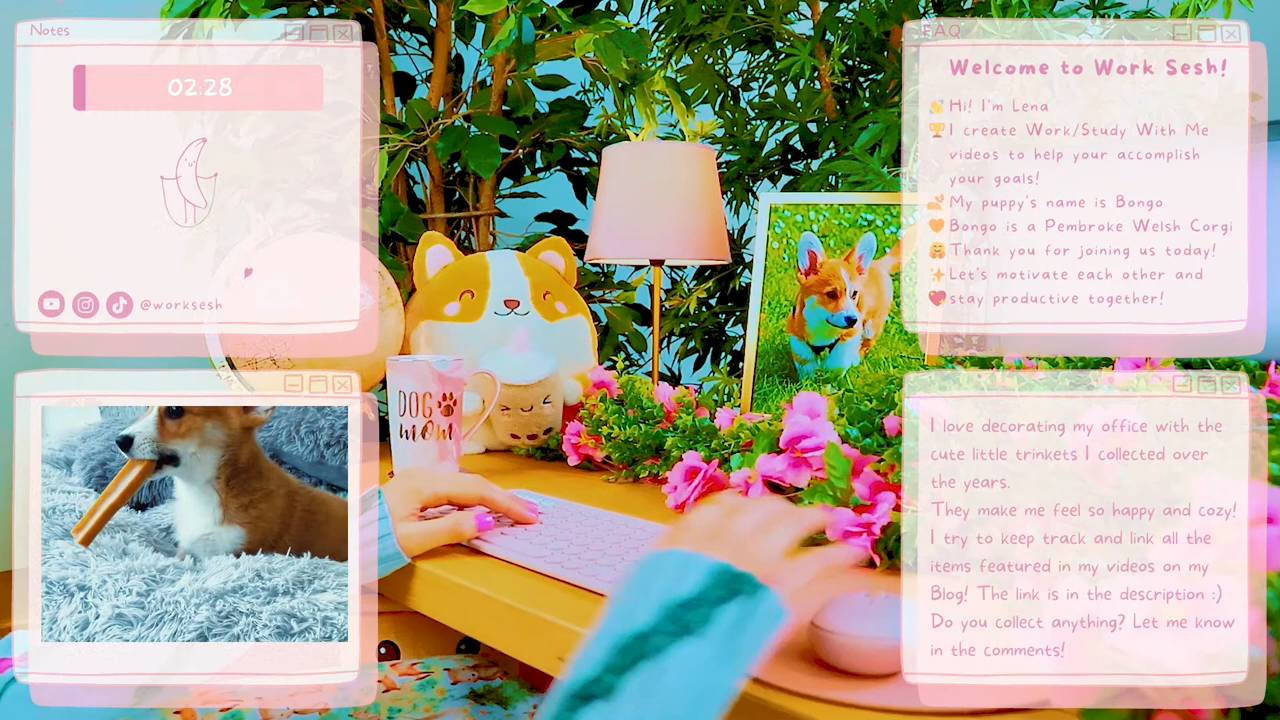 Notes
02:28
@worksesh
DOG
mom
FAQ
Welcome to Work Sesh!
👋 Hi! I'm Lena
🏆 I create Work/Study With Me
videos to help your accomplish
your goals!
My puppy's name is Bongo
🧡 Bongo is a Pembroke Welsh Corgi
🤗 Thank you for joining us today!
✨ Let's motivate each other and
❤️ stay productive together!
I love decorating my office with the
cute little trinkets I collected over
the years.
They make me feel so happy and cozy!
I try to keep track and link all the
items featured in my videos on my
Blog! The link is in the description :)
Do you collect anything? Let me know
in the comments!